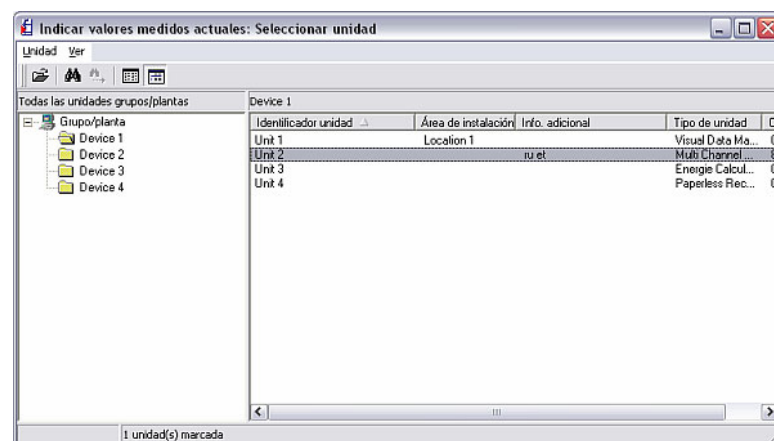 Indicar valores medidos actuales: Seleccionar unidad
Unidad Ver
Todas las unidades grupos/plantas
Device 1
Grupo/planta
Device 1
Device 2
Device 3
Device 4
Identificador unidad Área de instalación Info. adicional Tipo de unidad
Unit 1 Location 1 Visual Data Ma...
Unit 2 ru et Multi Channel ...
Unit 3 Energie Calcul...
Unit 4 Paperless Rec...
1 unidad(s) marcada